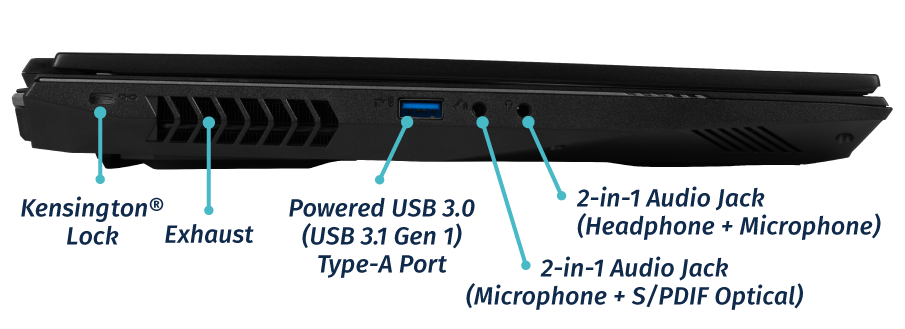 Kensington®
Lock
Exhaust
Powered USB 3.0
(USB 3.1 Gen 1)
Type-A Port
2-in-1 Audio Jack
(Headphone + Microphone)
2-in-1 Audio Jack
(Microphone + S/PDIF Optical)